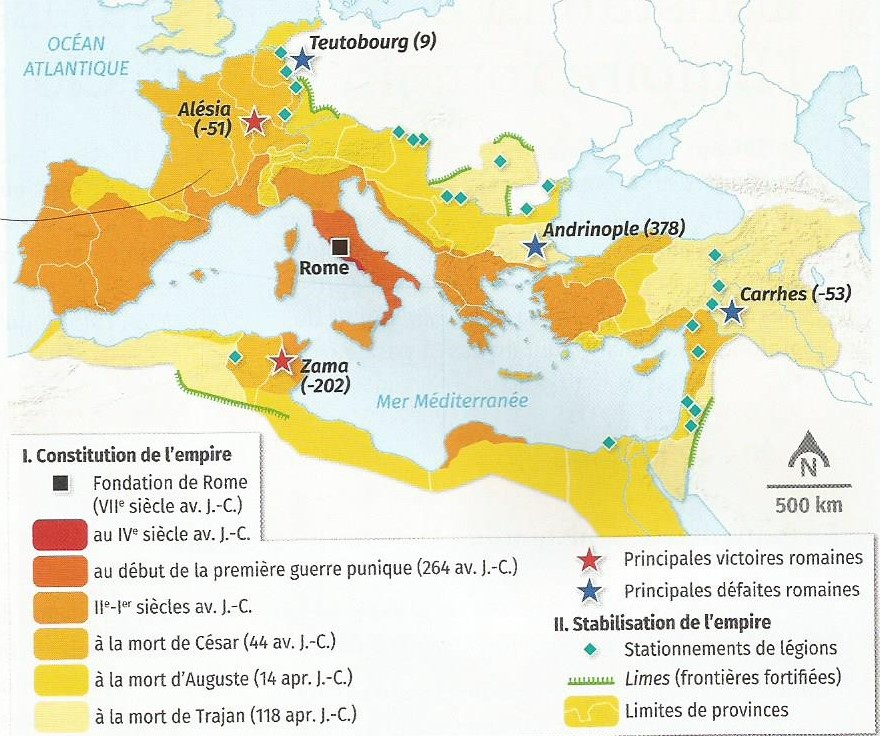 OCÉAN
ATLANTIQUE
Teutobourg (9)
Alésia
(-51)
Andrinople (378)
Rome
Carrhes (-53)
Zama
(-202)
Mer Méditerranée
N
500 km
I. Constitution de l'empire
Fondation de Rome
(VIIe siècle av. J.-C.)
au IVe siècle av. J.-C.
au début de la première guerre punique (264 av. J.-C.)
IIe-Ier siècles av. J.-C.
à la mort de César (44 av. J.-C.)
à la mort d'Auguste (14 apr. J.-C.)
à la mort de Trajan (118 apr. J.-C.)
Principales victoires romaines
Principales défaites romaines
II. Stabilisation de l'empire
Stationnements de légions
Limes (frontières fortifiées)
Limites de provinces